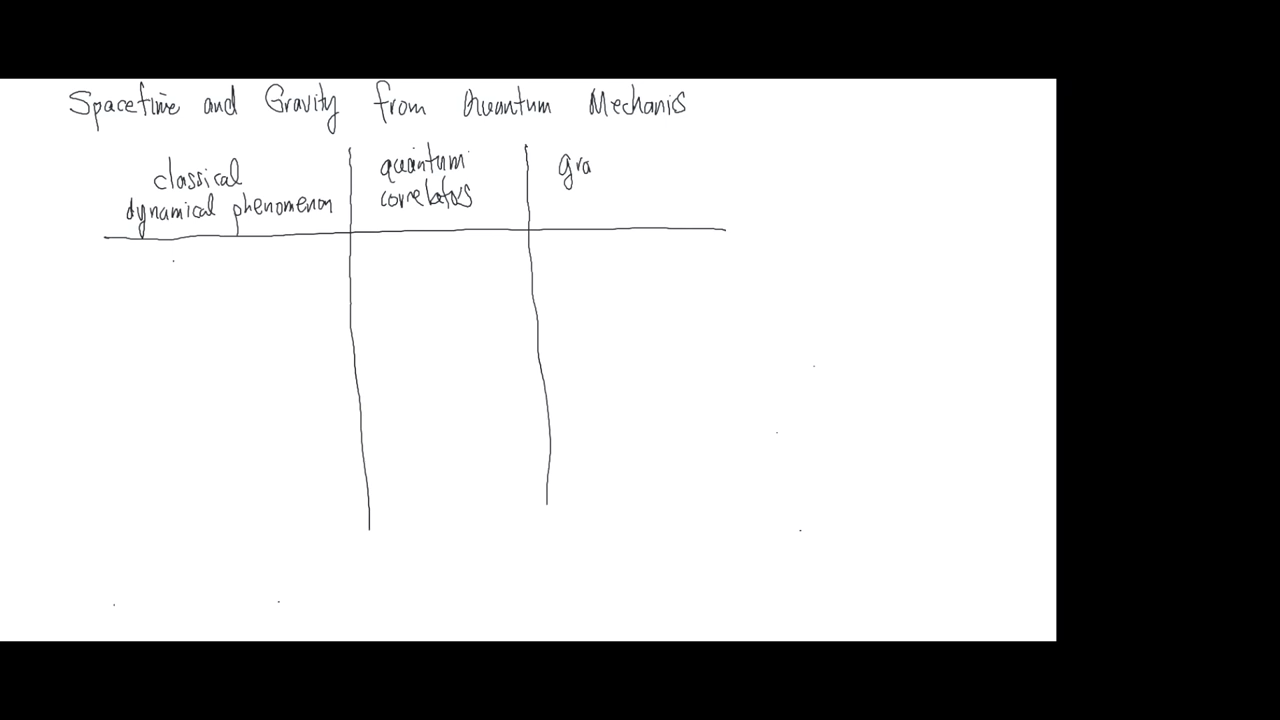 Spacetime and Gravity from Quantum Mechanics
classical
dynamical phenomenon
quantum
correlators
gra